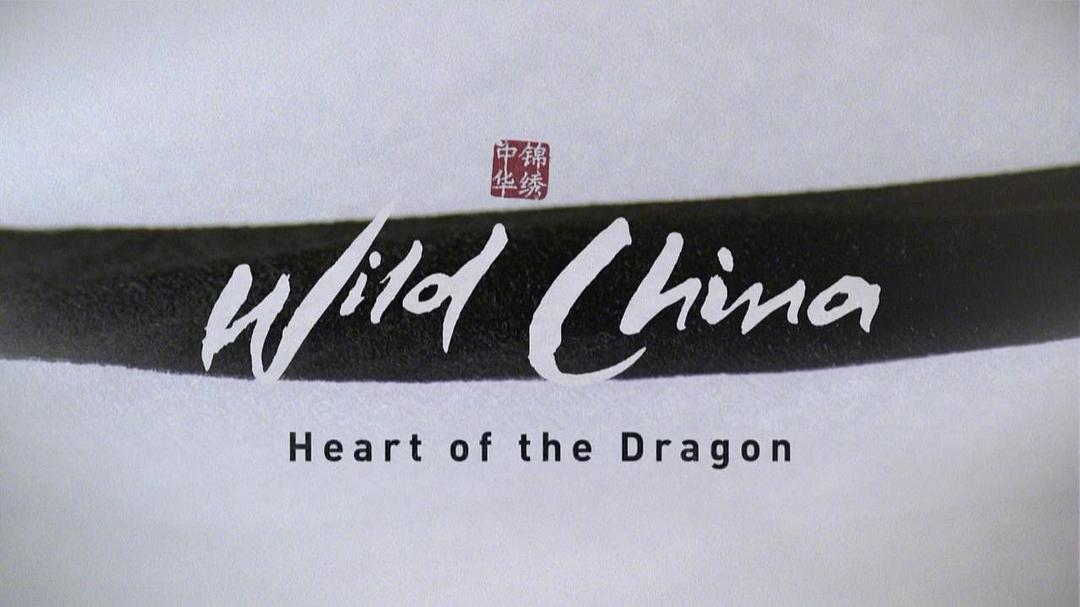 锦绣
中华
Wild China
Heart of the Dragon